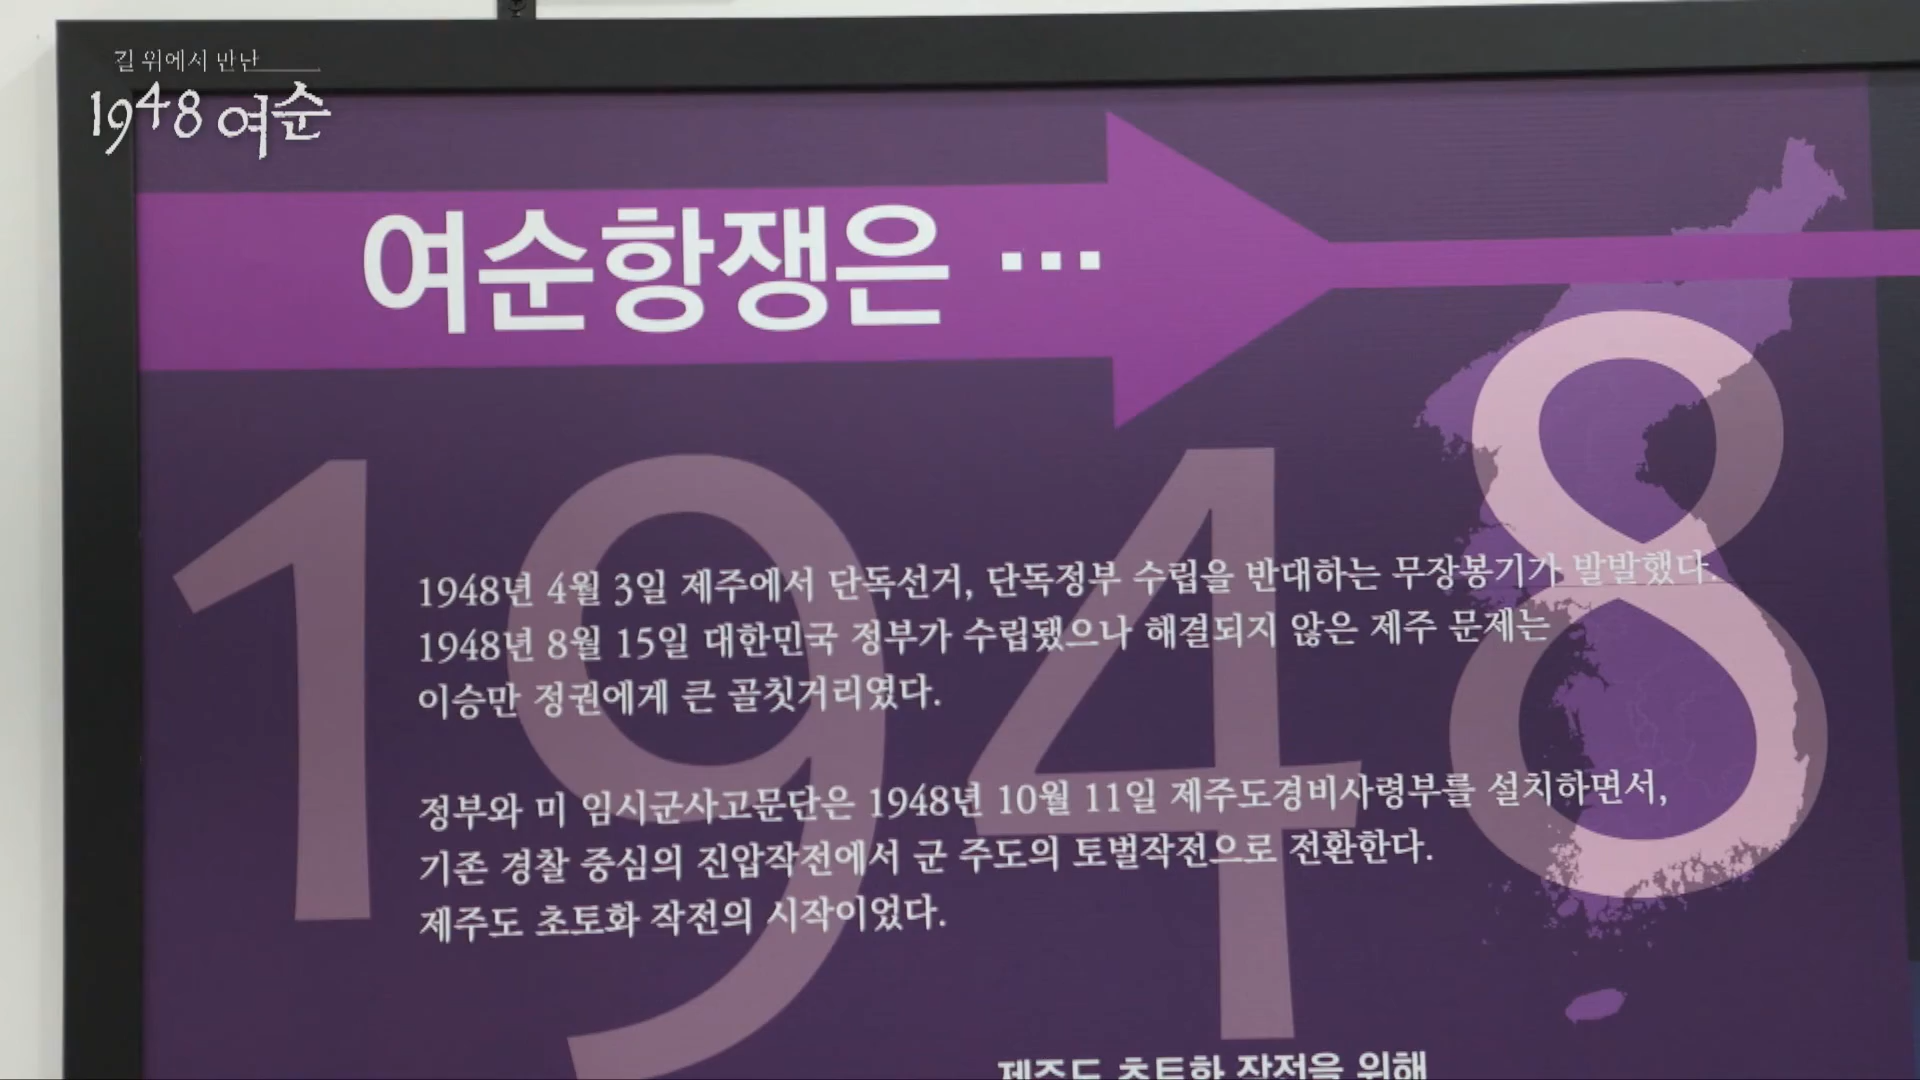 길 위에서 만난
1948 여순
여순항쟁은 ...
1948
1948년 4월 3일 제주에서 단독선거, 단독정부 수립을 반대하는 무장봉기가 발발했다.
1948년 8월 15일 대한민국 정부가 수립됐으나 해결되지 않은 제주 문제는
이승만 정권에게 큰 골칫거리였다.
정부와 미 임시군사고문단은 1948년 10월 11일 제주도경비사령부를 설치하면서,
기존 경찰 중심의 진압작전에서 군 주도의 토벌작전으로 전환한다.
제주도 초토화 작전의 시작이었다.
제주도 초토화 작전을 위해